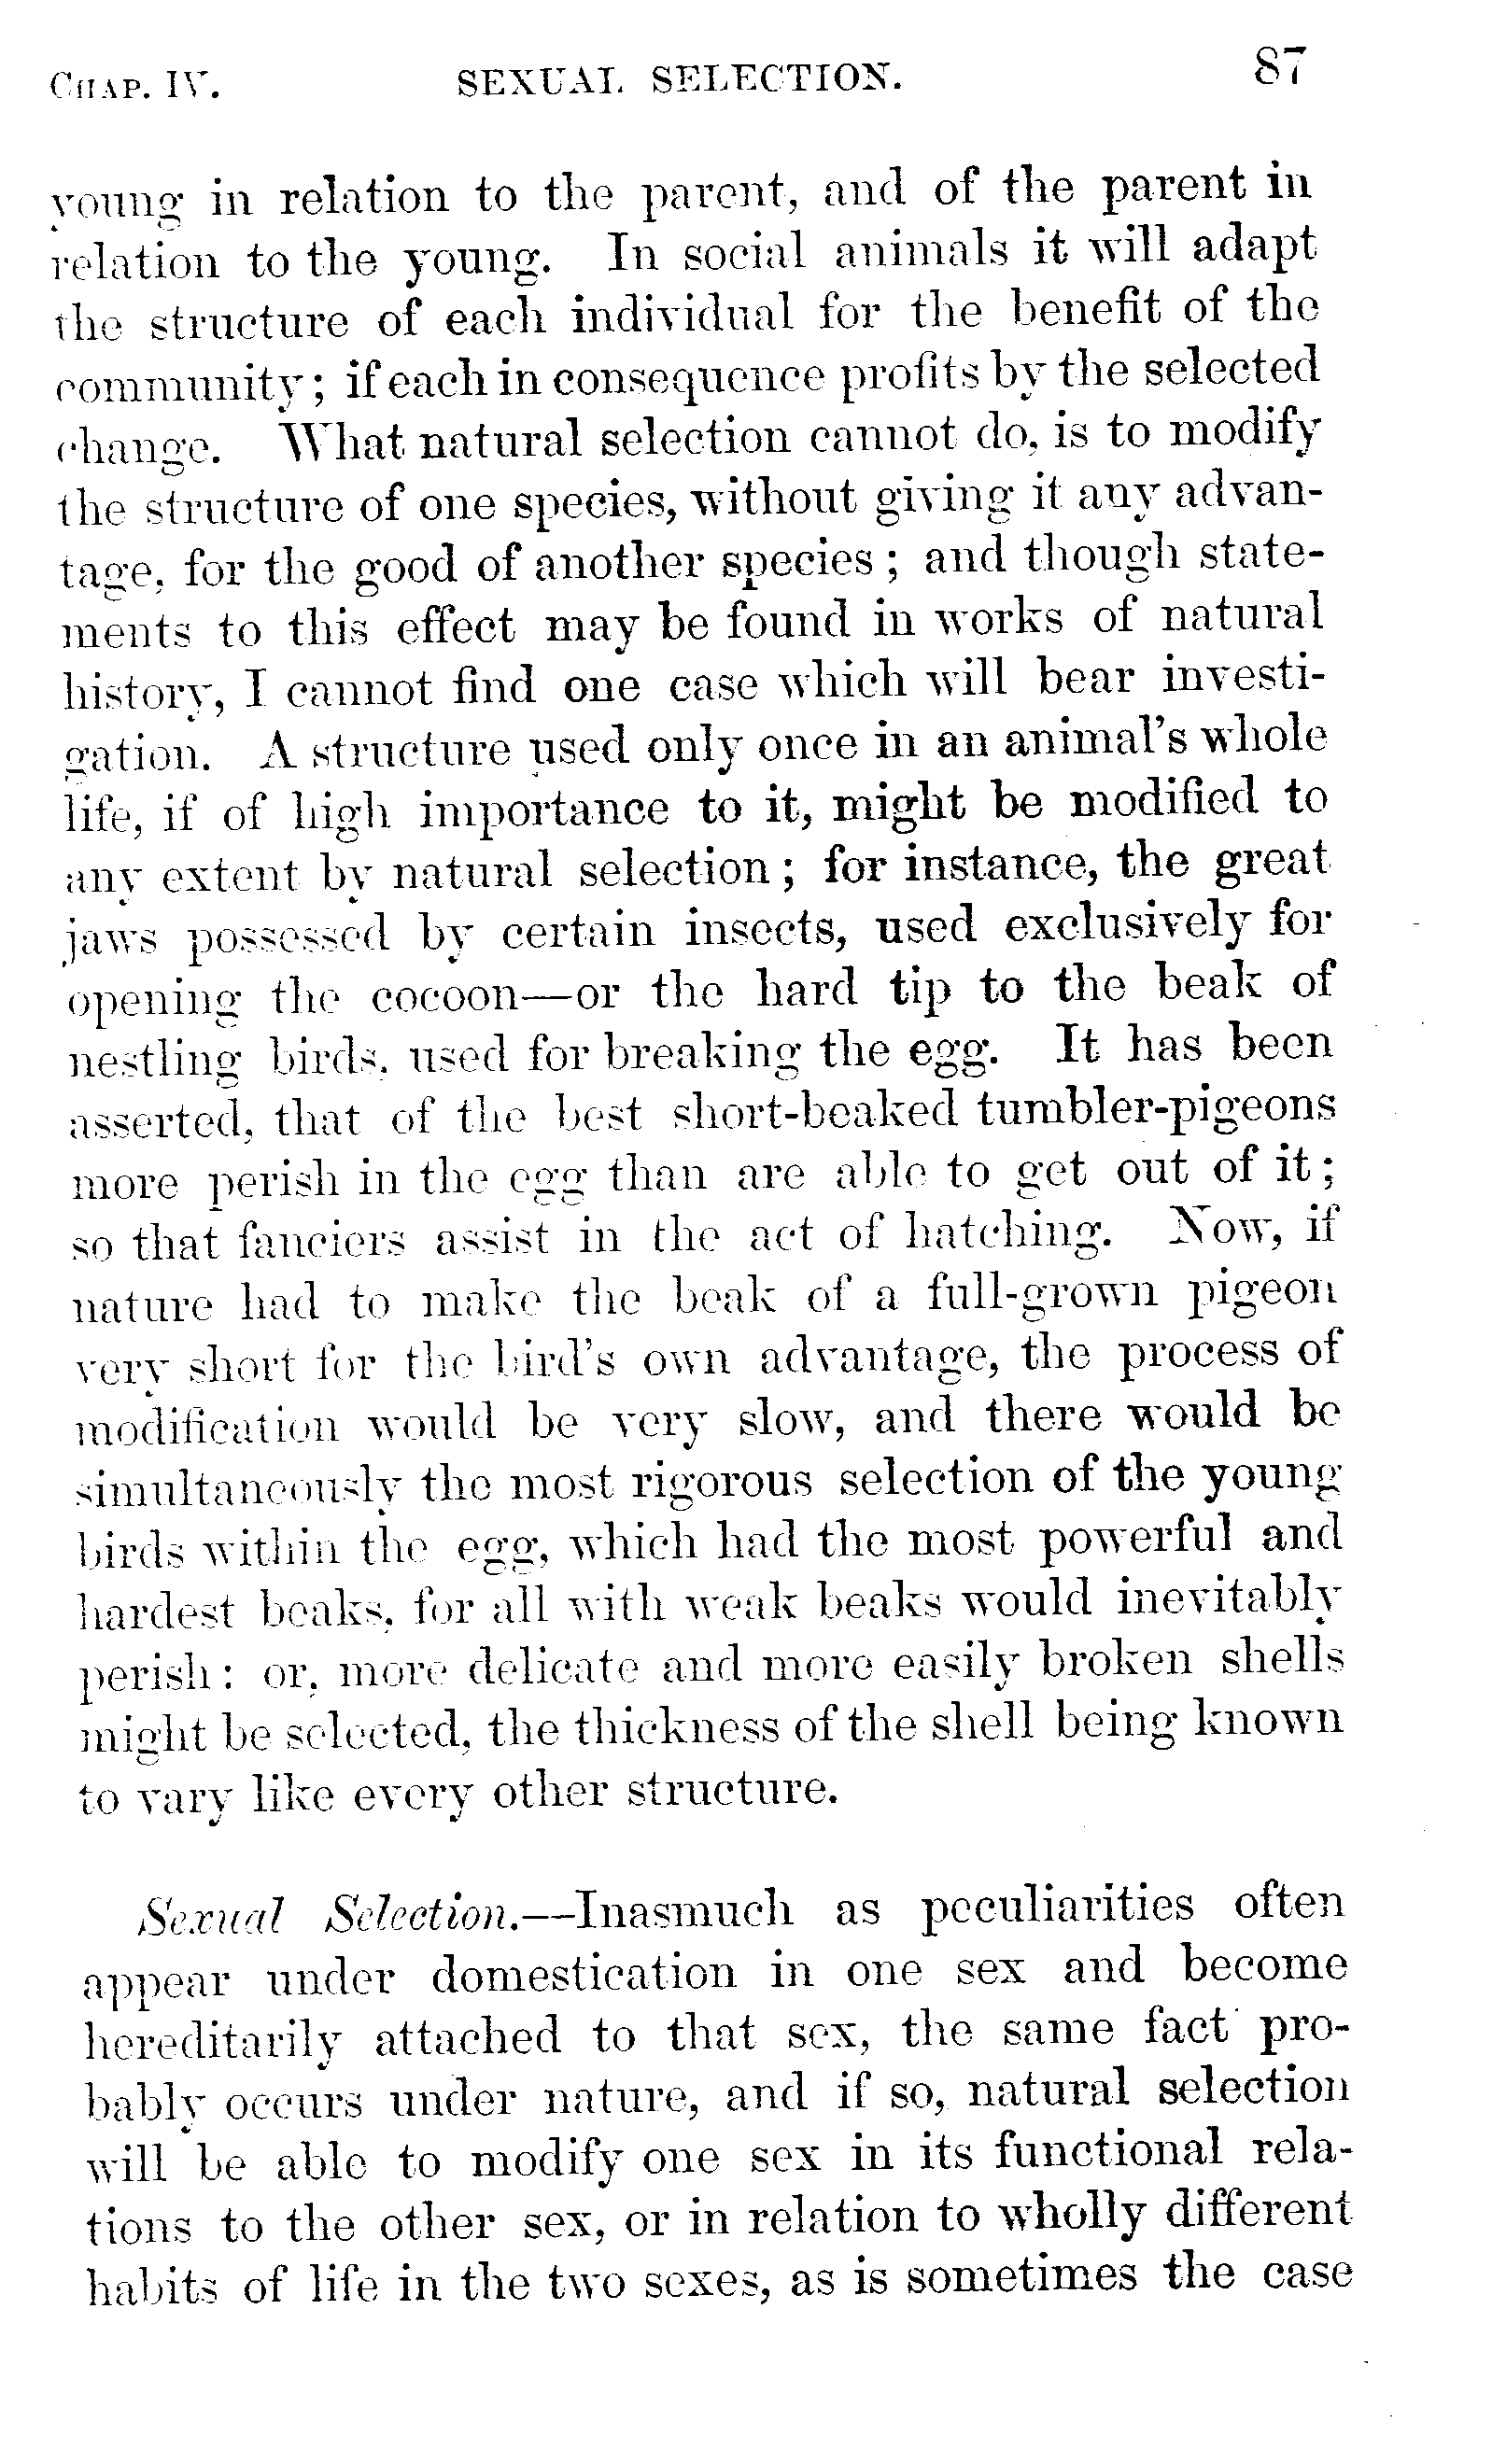 CHAP. IV. SEXUAL SELECTION. 87
young in relation to the parent, and of the parent in
relation to the young. In social animals it will adapt
the structure of each individual for the benefit of the
community; if each in consequence profits by the selected
change. What natural selection cannot do, is to modify
the structure of one species, without giving it any advan-
tage, for the good of another species; and though state-
ments to this effect may be found in works of natural
history, I cannot find one case which will bear investi-
gation. A structure used only once in an animal's whole
life, if of high importance to it, might be modified to
any extent by natural selection; for instance, the great
jaws possessed by certain insects, used exclusively for
opening the cocoon—or the hard tip to the beak of
nestling birds, used for breaking the egg. It has been
asserted, that of the best short-beaked tumbler-pigeons
more perish in the egg than are able to get out of it;
so that fanciers assist in the act of hatching. Now, if
nature had to make the beak of a full-grown pigeon
very short for the bird's own advantage, the process of
modification would be very slow, and there would be
simultaneously the most rigorous selection of the young
birds within the egg, which had the most powerful and
hardest beaks, for all with weak beaks would inevitably
perish: or, more delicate and more easily broken shells
might be selected, the thickness of the shell being known
to vary like every other structure.
Sexual Selection.—Inasmuch as peculiarities often
appear under domestication in one sex and become
hereditarily attached to that sex, the same fact pro-
bably occurs under nature, and if so, natural selection
will be able to modify one sex in its functional rela-
tions to the other sex, or in relation to wholly different
habits of life in the two sexes, as is sometimes the case